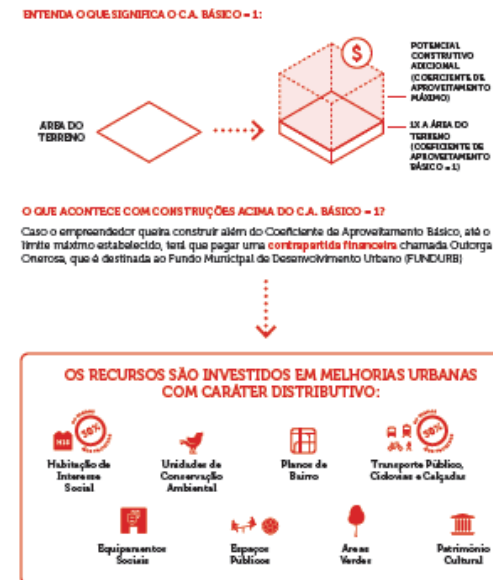 ENTENDA O QUE SIGNIFICA O C.A. BÁSICO = 1:
$
POTENCIAL
CONSTRUTIVO
ADICIONAL
(COEFICIENTE DE
APROVEITAMENTO
MÁXIMO)
ÁREA DO
TERRENO
1X A ÁREA DO
TERRENO
(COEFICIENTE DE
APROVEITAMENTO
BÁSICO = 1)
O QUE ACONTECE COM CONSTRUÇÕES ACIMA DO C.A. BÁSICO = 1?
Caso o empreendedor queira construir além do Coeficiente de Aproveitamento Básico, até o
limite máximo estabelecido, terá que pagar uma contrapartida financeira chamada Outorga
Onerosa, que é destinada ao Fundo Municipal de Desenvolvimento Urbano (FUNDURB)
OS RECURSOS SÃO INVESTIDOS EM MELHORIAS URBANAS
COM CARÁTER DISTRIBUTIVO:
30%
30%
Habitação de
Interesse
Social
Unidades de
Conservação
Ambiental
Planos de
Bairro
Transporte Público,
Ciclovias e Calçadas
Equipamentos
Sociais
Espaços
Públicos
Áreas
Verdes
Patrimônio
Cultural